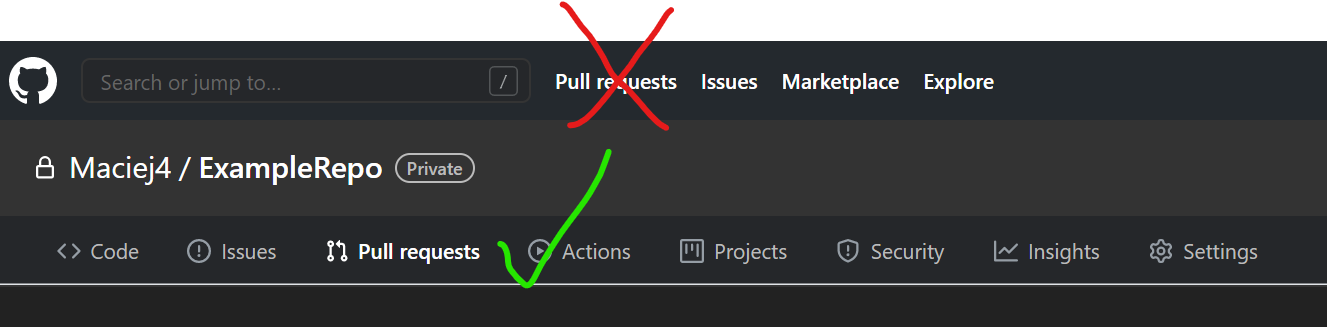 Search or jump to... / Pull requests Issues Marketplace Explore
Maciej4 / ExampleRepo Private
Code Issues Pull requests Actions Projects Security Insights Settings